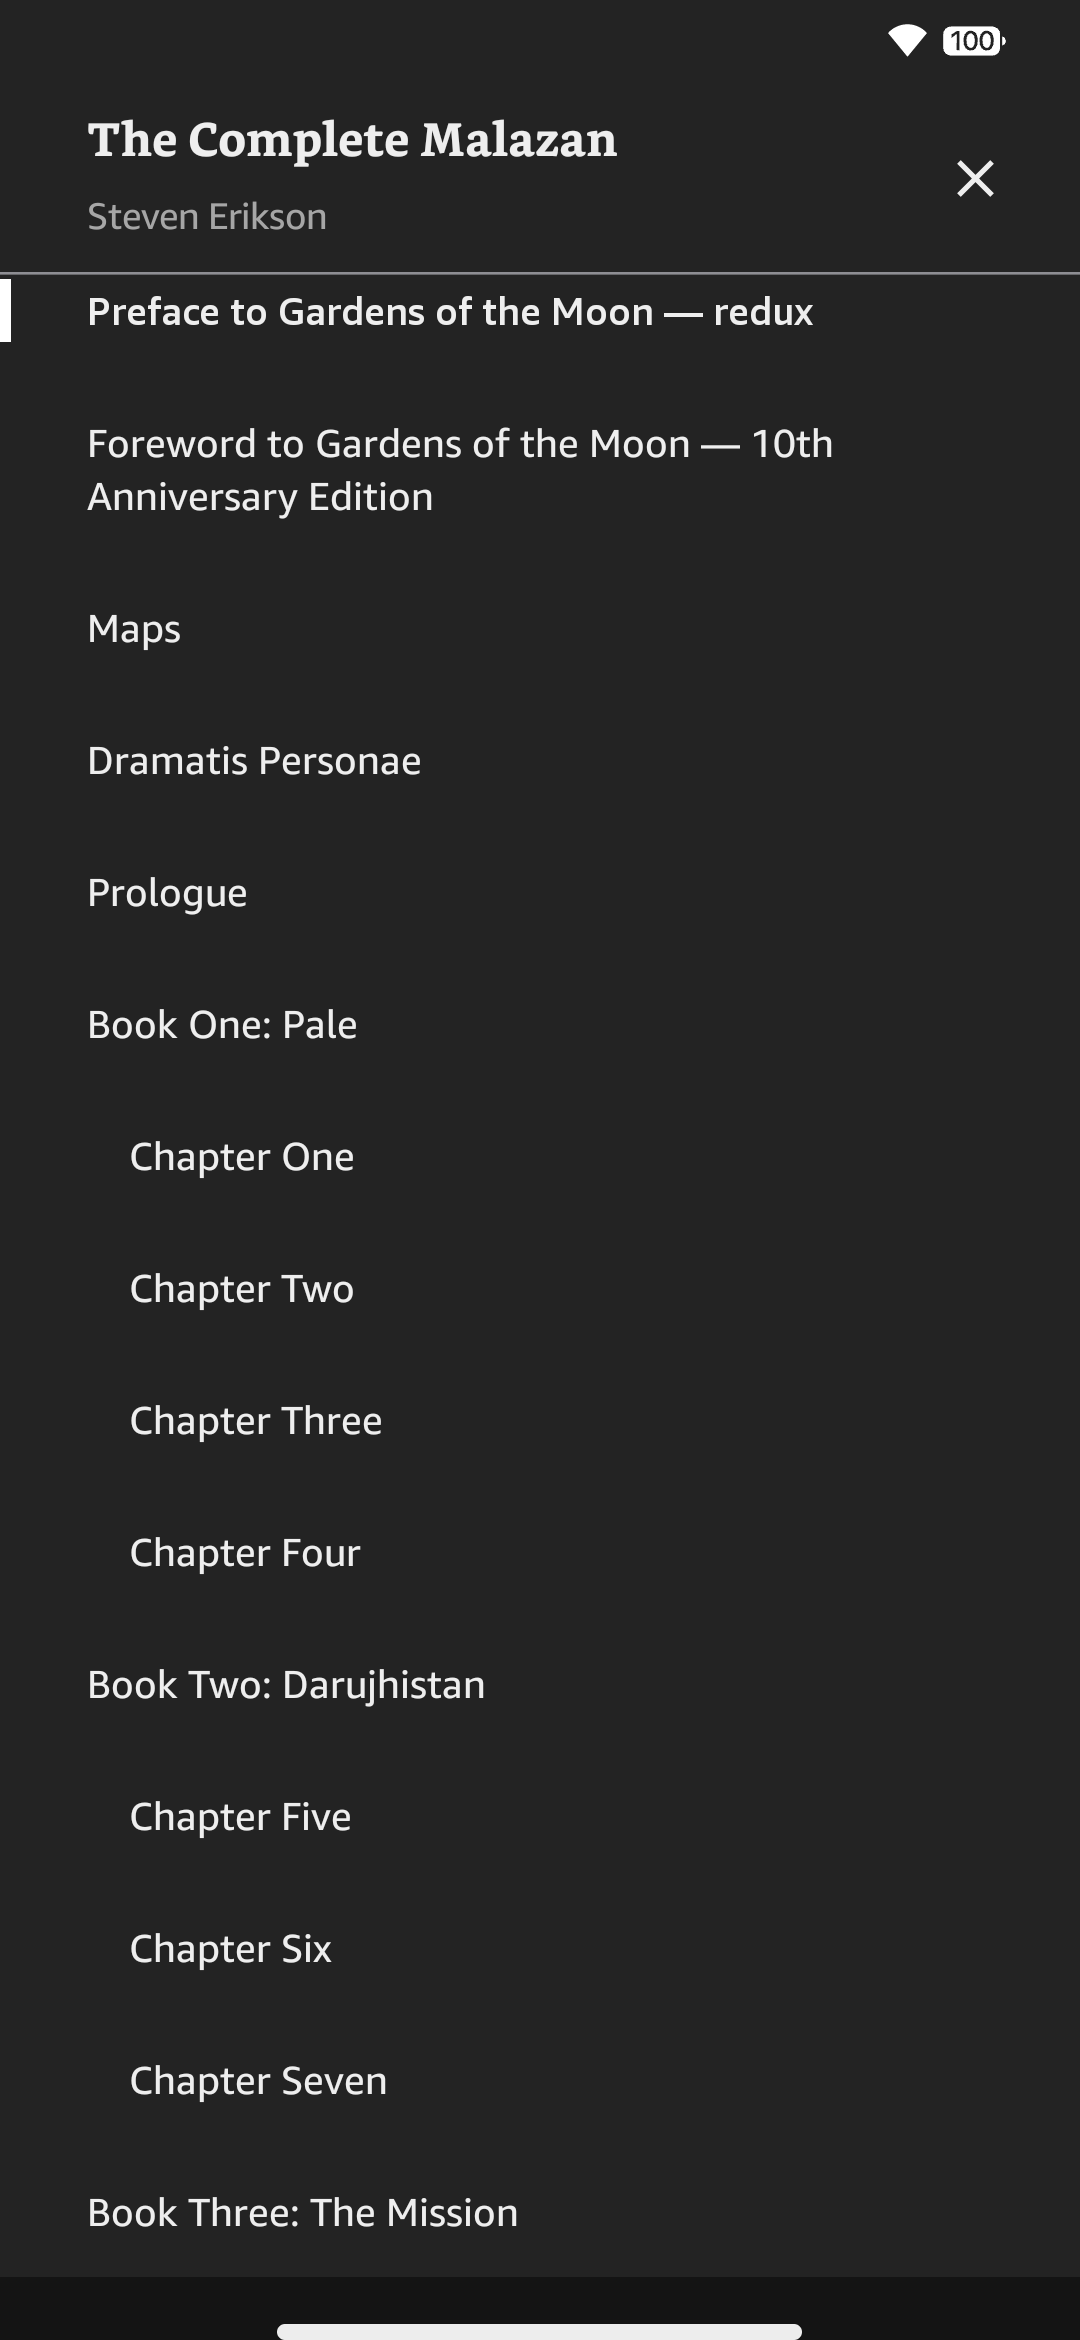 100
The Complete Malazan
Steven Erikson
Preface to Gardens of the Moon — redux
Foreword to Gardens of the Moon — 10th
Anniversary Edition
Maps
Dramatis Personae
Prologue
Book One: Pale
Chapter One
Chapter Two
Chapter Three
Chapter Four
Book Two: Darujhistan
Chapter Five
Chapter Six
Chapter Seven
Book Three: The Mission